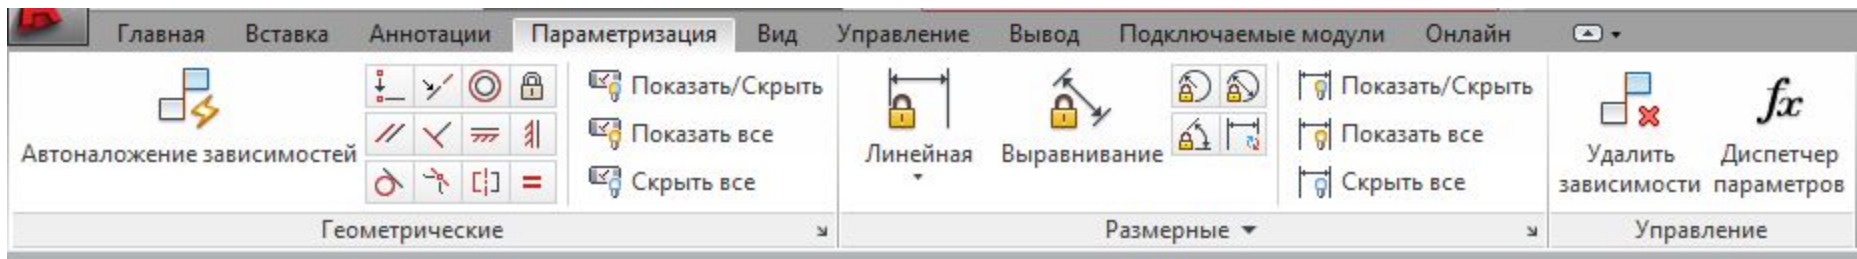 Главная Вставка Аннотации Параметризация Вид Управление Вывод Подключаемые модули Онлайн
Автоналожение зависимостей
Показать/Скрыть
Показать все
Скрыть все
Геометрические
Линейная
Выравнивание
Показать/Скрыть
Показать все
Скрыть все
Размерные
Удалить
зависимости
fx
Диспетчер
параметров
Управление